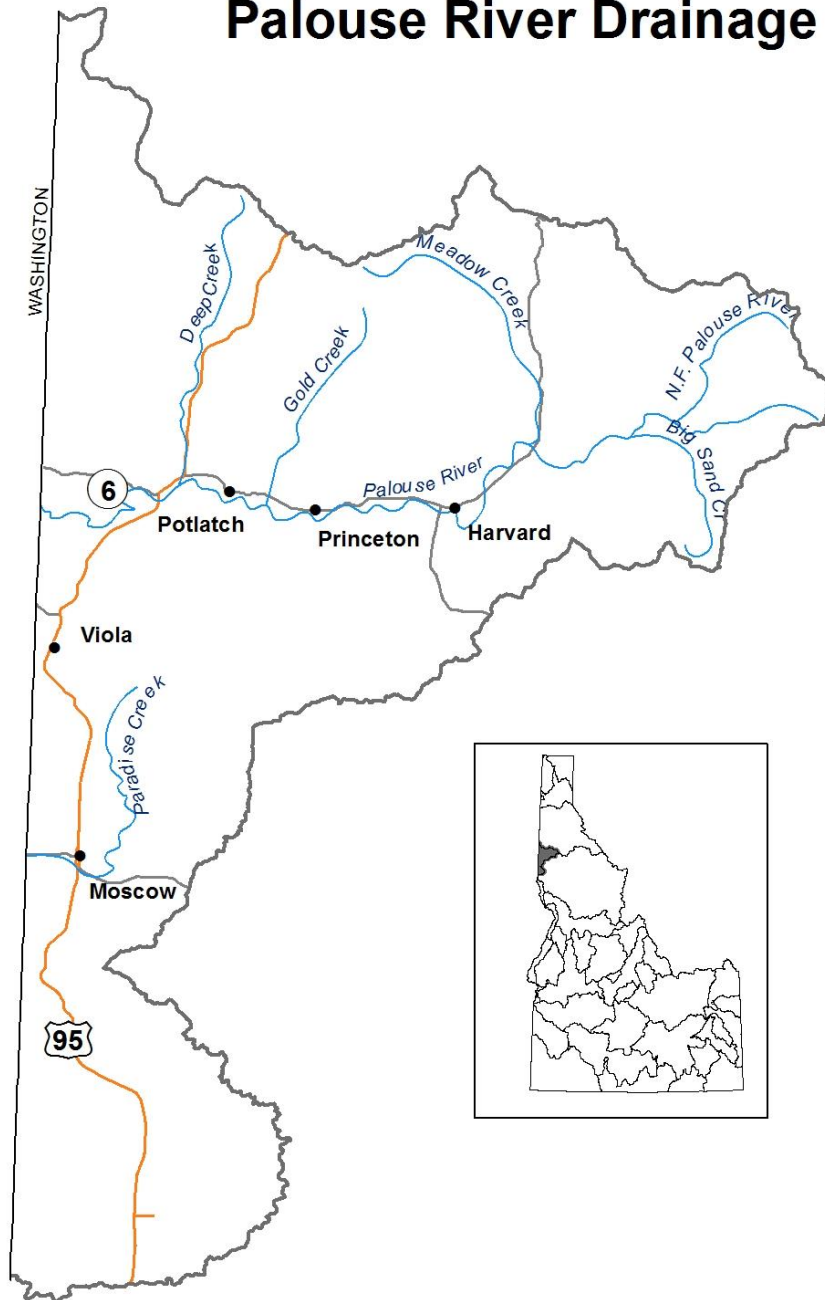 Palouse River Drainage
WASHINGTON
Deep Creek
Meadow Creek
Gold Creek
N.F. Palouse River
Big Sand Cr
Palouse River
6
Potlatch
Princeton
Harvard
Viola
Paradise Creek
Moscow
95